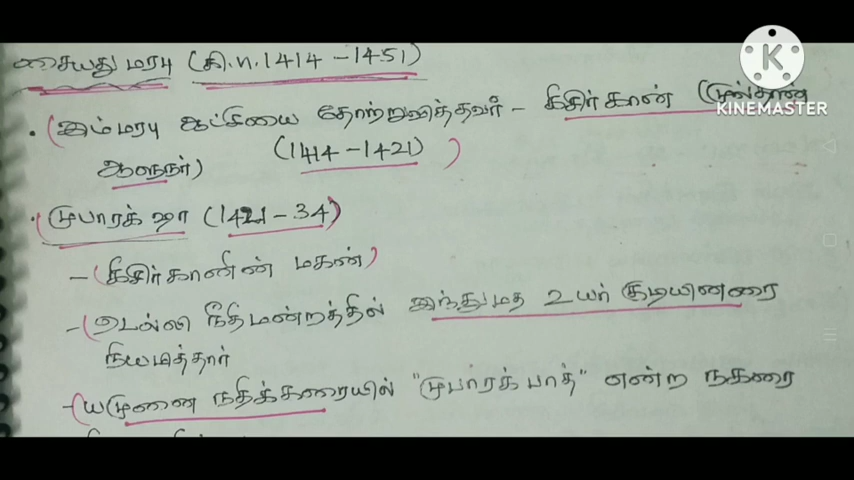 சையது மரபு (கி.பி.1414 - 1451)
KINEMASTER
• (இம்மரபு ஆட்சியை தோற்றுவித்தவர் - கிசிர்கான் (முல்தான்
ஆளுநர்) (1414 - 1421)
• (முபாரக் ஷா (1421 - 34)
- (கிசிர்கானின் மகன்)
- (டெல்லி நீதிமன்றத்தில் இந்துமத உயர் குடியினரை
நியமித்தார்
- (யமுனை நதிக்கரையில் "முபாரக் பாத்" என்ற நகரை